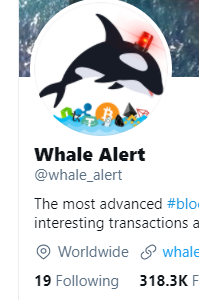 Whale Alert
@whale_alert
The most advanced #blo
interesting transactions a
Worldwide whale
19 Following 318.3K F